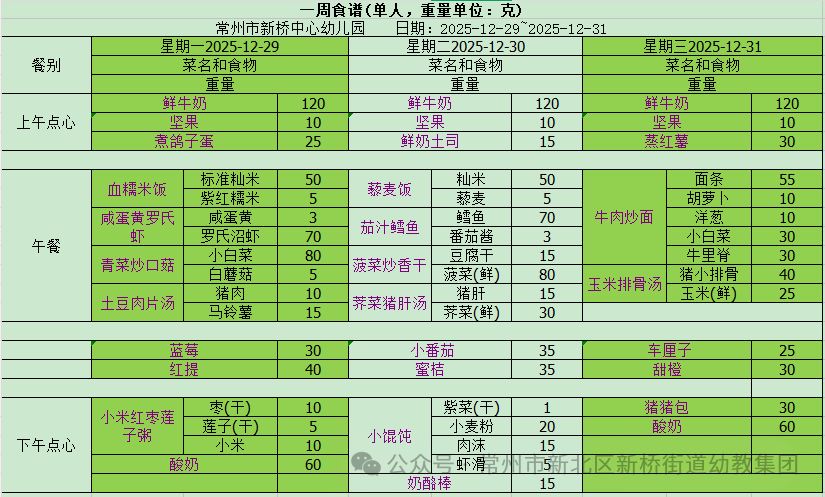 一周食谱(单人，重量单位：克)
常州市新桥中心幼儿园 日期：2025-12-29~2025-12-31
餐别 星期一2025-12-29 星期二2025-12-30 星期三2025-12-31
菜名和食物 菜名和食物 菜名和食物
重量 重量 重量
上午点心 鲜牛奶 120 鲜牛奶 120 鲜牛奶 120
坚果 10 坚果 10 坚果 10
煮鸽子蛋 25 鲜奶土司 15 蒸红薯 30
午餐 血糯米饭 标准籼米 50 藜麦饭 籼米 50 牛肉炒面 面条 55
紫红糯米 5 藜麦 5 胡萝卜 10
咸蛋黄罗氏虾 咸蛋黄 3 茄汁鳕鱼 鳕鱼 70 洋葱 10
罗氏沼虾 70 番茄酱 3 小白菜 30
青菜炒口菇 小白菜 80 菠菜炒香干 豆腐干 15 牛里脊 30
白蘑菇 5 菠菜(鲜) 80 玉米排骨汤 猪小排骨 40
土豆肉片汤 猪肉 10 荠菜猪肝汤 猪肝 15 玉米(鲜) 25
马铃薯 15 荠菜(鲜) 30
蓝莓 30 小番茄 35 车厘子 25
红提 40 蜜桔 35 甜橙 30
下午点心 小米红枣莲子粥 枣(干) 10 小馄饨 紫菜(干) 1 猪猪包 30
莲子(干) 5 小麦粉 20 酸奶 60
小米 10 肉沫 15
酸奶 60 虾滑 5
奶酪棒 15
公众号 · 常州市新北区新桥街道幼教集团